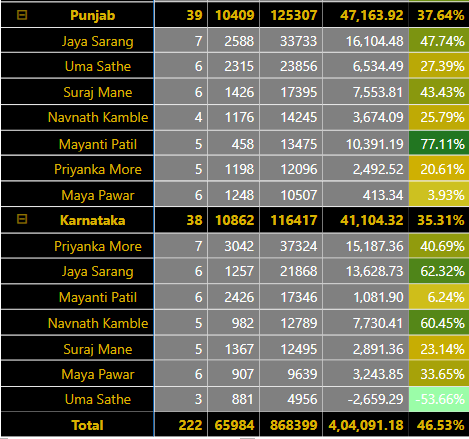 Punjab 39 10409 125307 47,163.92 37.64%
Jaya Sarang 7 2588 33733 16,104.48 47.74%
Uma Sathe 6 2315 23856 6,534.49 27.39%
Suraj Mane 6 1426 17395 7,553.81 43.43%
Navnath Kamble 4 1176 14245 3,674.09 25.79%
Mayanti Patil 5 458 13475 10,391.19 77.11%
Priyanka More 5 1198 12096 2,492.52 20.61%
Maya Pawar 6 1248 10507 413.34 3.93%
Karnataka 38 10862 116417 41,104.32 35.31%
Priyanka More 7 3042 37324 15,187.36 40.69%
Jaya Sarang 6 1257 21868 13,628.73 62.32%
Mayanti Patil 6 2426 17346 1,081.90 6.24%
Navnath Kamble 5 982 12789 7,730.41 60.45%
Suraj Mane 5 1367 12495 2,891.36 23.14%
Maya Pawar 6 907 9639 3,243.85 33.65%
Uma Sathe 3 881 4956 -2,659.29 -53.66%
Total 222 65984 868399 4,04,091.18 46.53%